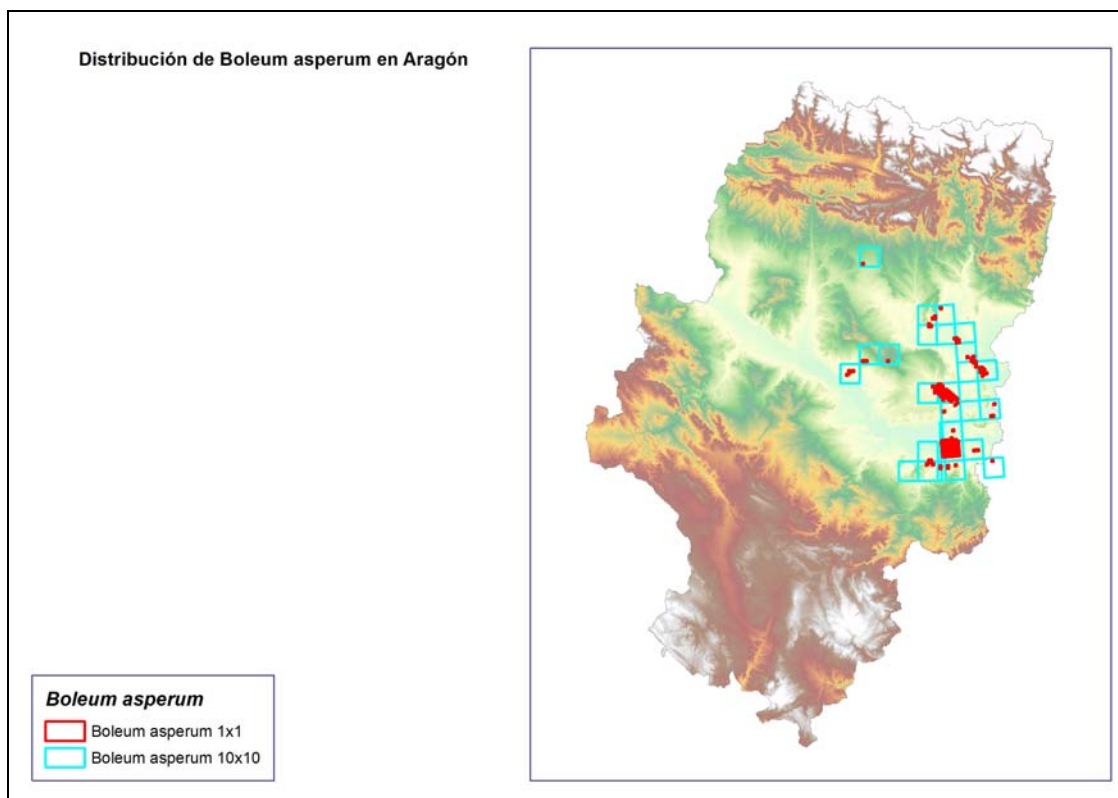 Distribución de Boleum asperum en Aragón
Boleum asperum
Boleum asperum 1x1
Boleum asperum 10x10